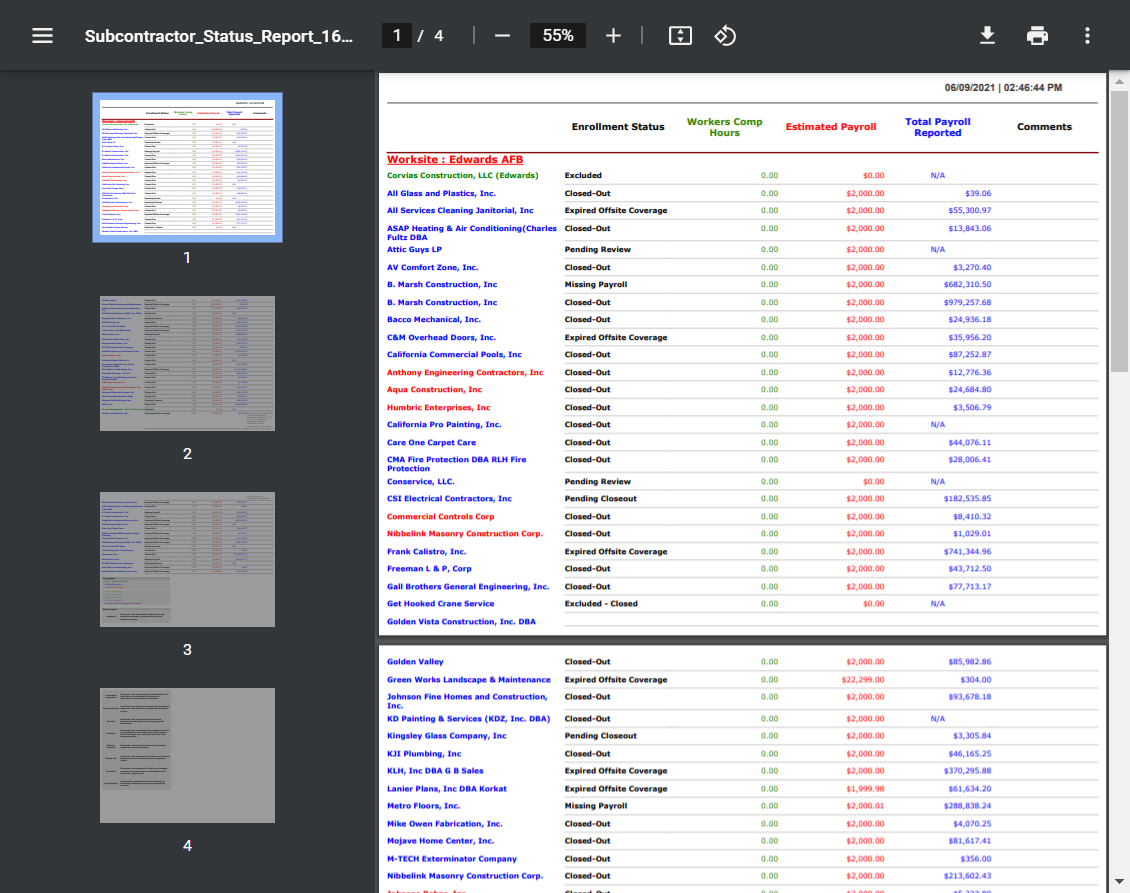 Subcontractor_Status_Report_16... 1 / 4 55%
06/09/2021 | 02:46:44 PM
Enrollment Status Workers Comp Hours Estimated Payroll Total Payroll Reported Comments
Worksite : Edwards AFB
Corvias Construction, LLC (Edwards) Excluded 0.00 $0.00 N/A
All Glass and Plastics, Inc. Closed-Out 0.00 $2,000.00 $39.06
All Services Cleaning Janitorial, Inc Expired Offsite Coverage 0.00 $2,000.00 $55,300.97
ASAP Heating & Air Conditioning(Charles Closed-Out 0.00 $2,000.00 $13,843.06
Fultz DBA
Attic Guys LP Pending Review 0.00 $2,000.00 N/A
AV Comfort Zone, Inc. Closed-Out 0.00 $2,000.00 $3,270.40
B. Marsh Construction, Inc Missing Payroll 0.00 $2,000.00 $682,310.50
B. Marsh Construction, Inc Closed-Out 0.00 $2,000.00 $979,257.68
Bacco Mechanical, Inc. Closed-Out 0.00 $2,000.00 $24,936.18
C&M Overhead Doors, Inc. Expired Offsite Coverage 0.00 $2,000.00 $35,956.20
California Commercial Pools, Inc Closed-Out 0.00 $2,000.00 $87,252.87
Anthony Engineering Contractors, Inc Closed-Out 0.00 $2,000.00 $12,776.36
Aqua Construction, Inc Closed-Out 0.00 $2,000.00 $24,684.80
Humbric Enterprises, Inc Closed-Out 0.00 $2,000.00 $3,506.79
California Pro Painting, Inc. Closed-Out 0.00 $2,000.00 N/A
Care One Carpet Care Closed-Out 0.00 $2,000.00 $44,076.11
CMA Fire Protection DBA RLH Fire Closed-Out 0.00 $2,000.00 $28,006.41
Protection
Conservice, LLC. Pending Review 0.00 $0.00 N/A
CSI Electrical Contractors, Inc Pending Closeout 0.00 $2,000.00 $182,535.85
Commercial Controls Corp Closed-Out 0.00 $2,000.00 $8,410.32
Nibbelink Masonry Construction Corp. Closed-Out 0.00 $2,000.00 $1,029.01
Frank Calistro, Inc. Expired Offsite Coverage 0.00 $2,000.00 $741,344.96
Freeman L & P, Corp Closed-Out 0.00 $2,000.00 $43,712.50
Gall Brothers General Engineering, Inc. Closed-Out 0.00 $2,000.00 $77,713.17
Get Hooked Crane Service Excluded - Closed 0.00 $0.00 N/A
Golden Vista Construction, Inc. DBA
Golden Valley Closed-Out 0.00 $2,000.00 $85,982.86
Green Works Landscape & Maintenance Expired Offsite Coverage 0.00 $22,299.00 $304.00
Johnson Fine Homes and Construction, Closed-Out 0.00 $2,000.00 $93,678.18
Inc.
KD Painting & Services (KDZ, Inc. DBA) Closed-Out 0.00 $2,000.00 N/A
Kingsley Glass Company, Inc Pending Closeout 0.00 $2,000.00 $3,305.84
KJI Plumbing, Inc Closed-Out 0.00 $2,000.00 $46,165.25
KLH, Inc DBA G B Sales Expired Offsite Coverage 0.00 $2,000.00 $370,295.88
Lanier Plans, Inc DBA Korkat Expired Offsite Coverage 0.00 $1,999.98 $61,634.20
Metro Floors, Inc. Missing Payroll 0.00 $2,000.01 $288,838.24
Mike Owen Fabrication, Inc. Closed-Out 0.00 $2,000.00 $4,070.25
Mojave Home Center, Inc. Closed-Out 0.00 $2,000.00 $81,617.41
M-TECH Exterminator Company Closed-Out 0.00 $2,000.00 $356.00
Nibbelink Masonry Construction Corp. Closed-Out 0.00 $2,000.00 $213,602.43
1
2
3
4